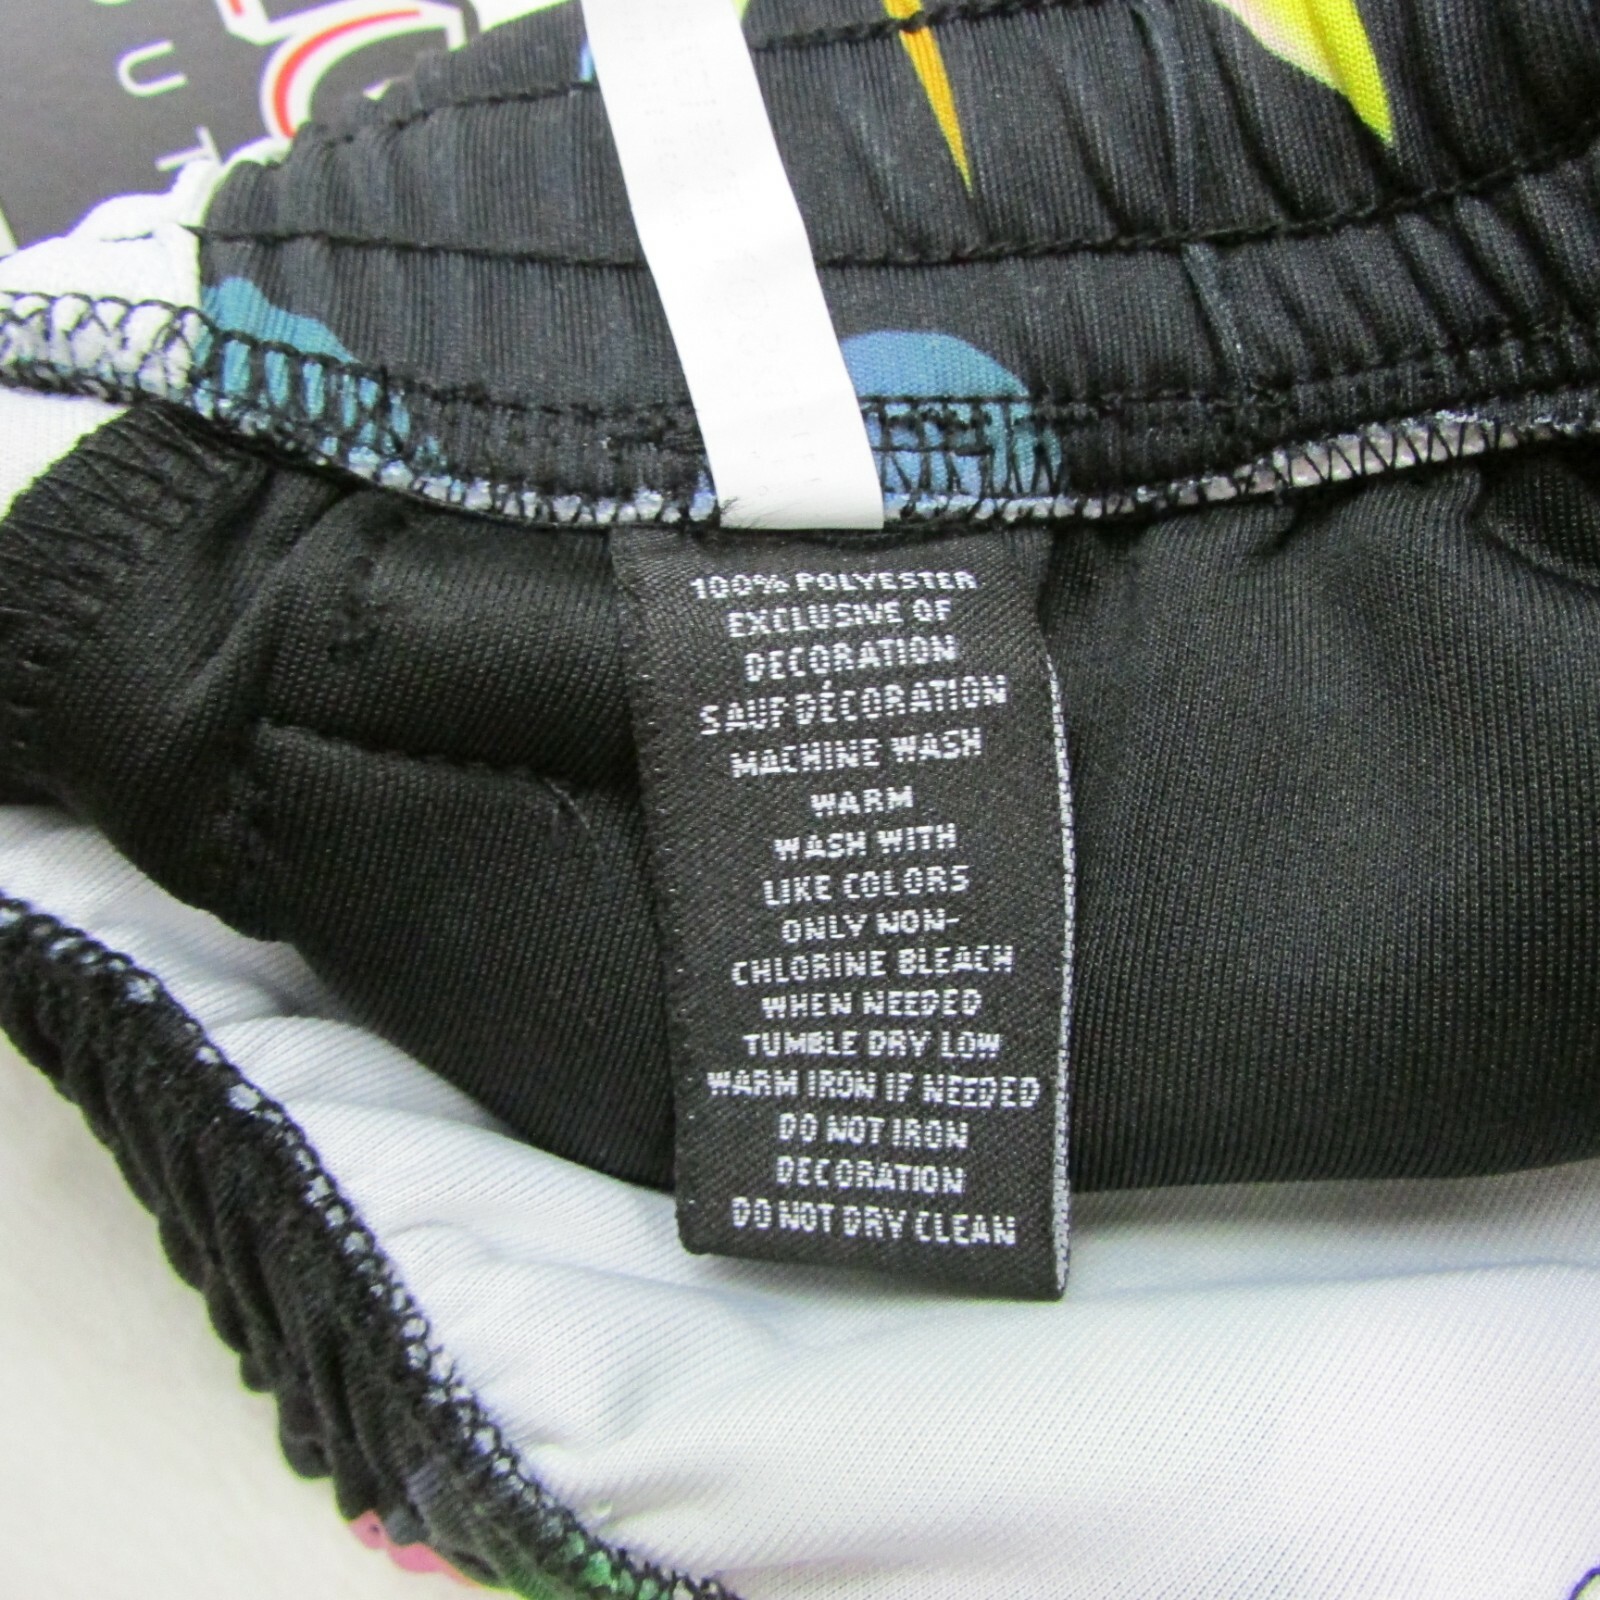 UT
100% POLYESTER
EXCLUSIVE OF
DECORATION
SAUF DÉCORATION
MACHINE WASH
WARM
WASH WITH
LIKE COLORS
ONLY NON-
CHLORINE BLEACH
WHEN NEEDED
TUMBLE DRY LOW
WARM IRON IF NEEDED
DO NOT IRON
DECORATION
DO NOT DRY CLEAN